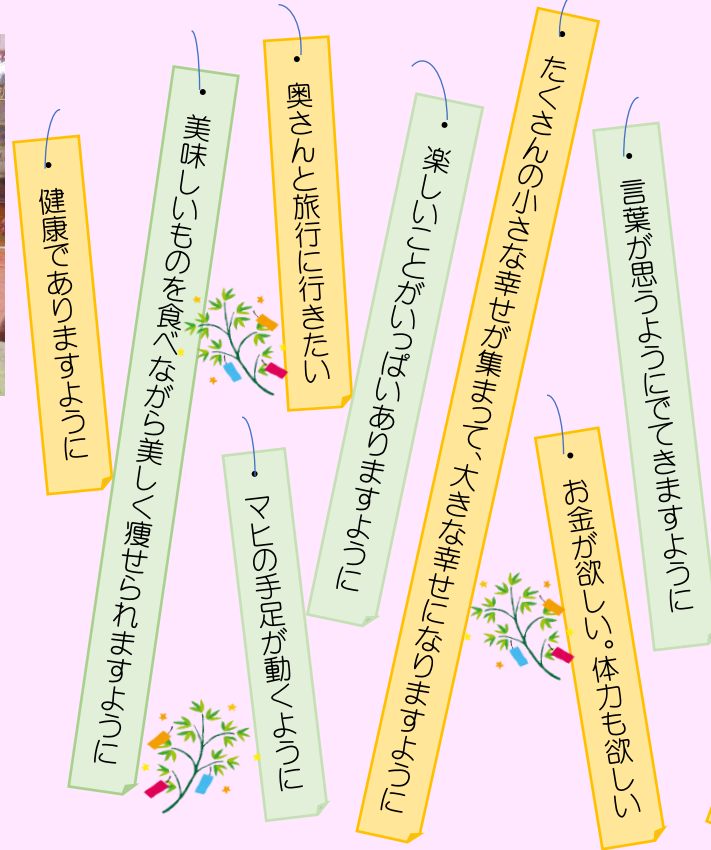 言葉が思うようにでてきますように
たくさんの小さな幸せが集まって、大きな幸せになりますように
お金が欲しい。体力も欲しい
楽しいことがいっぱいありますように
奥さんと旅行に行きたい
マヒの手足が動くように
美味しいものを食べながら美しく痩せられますように
健康でありますように